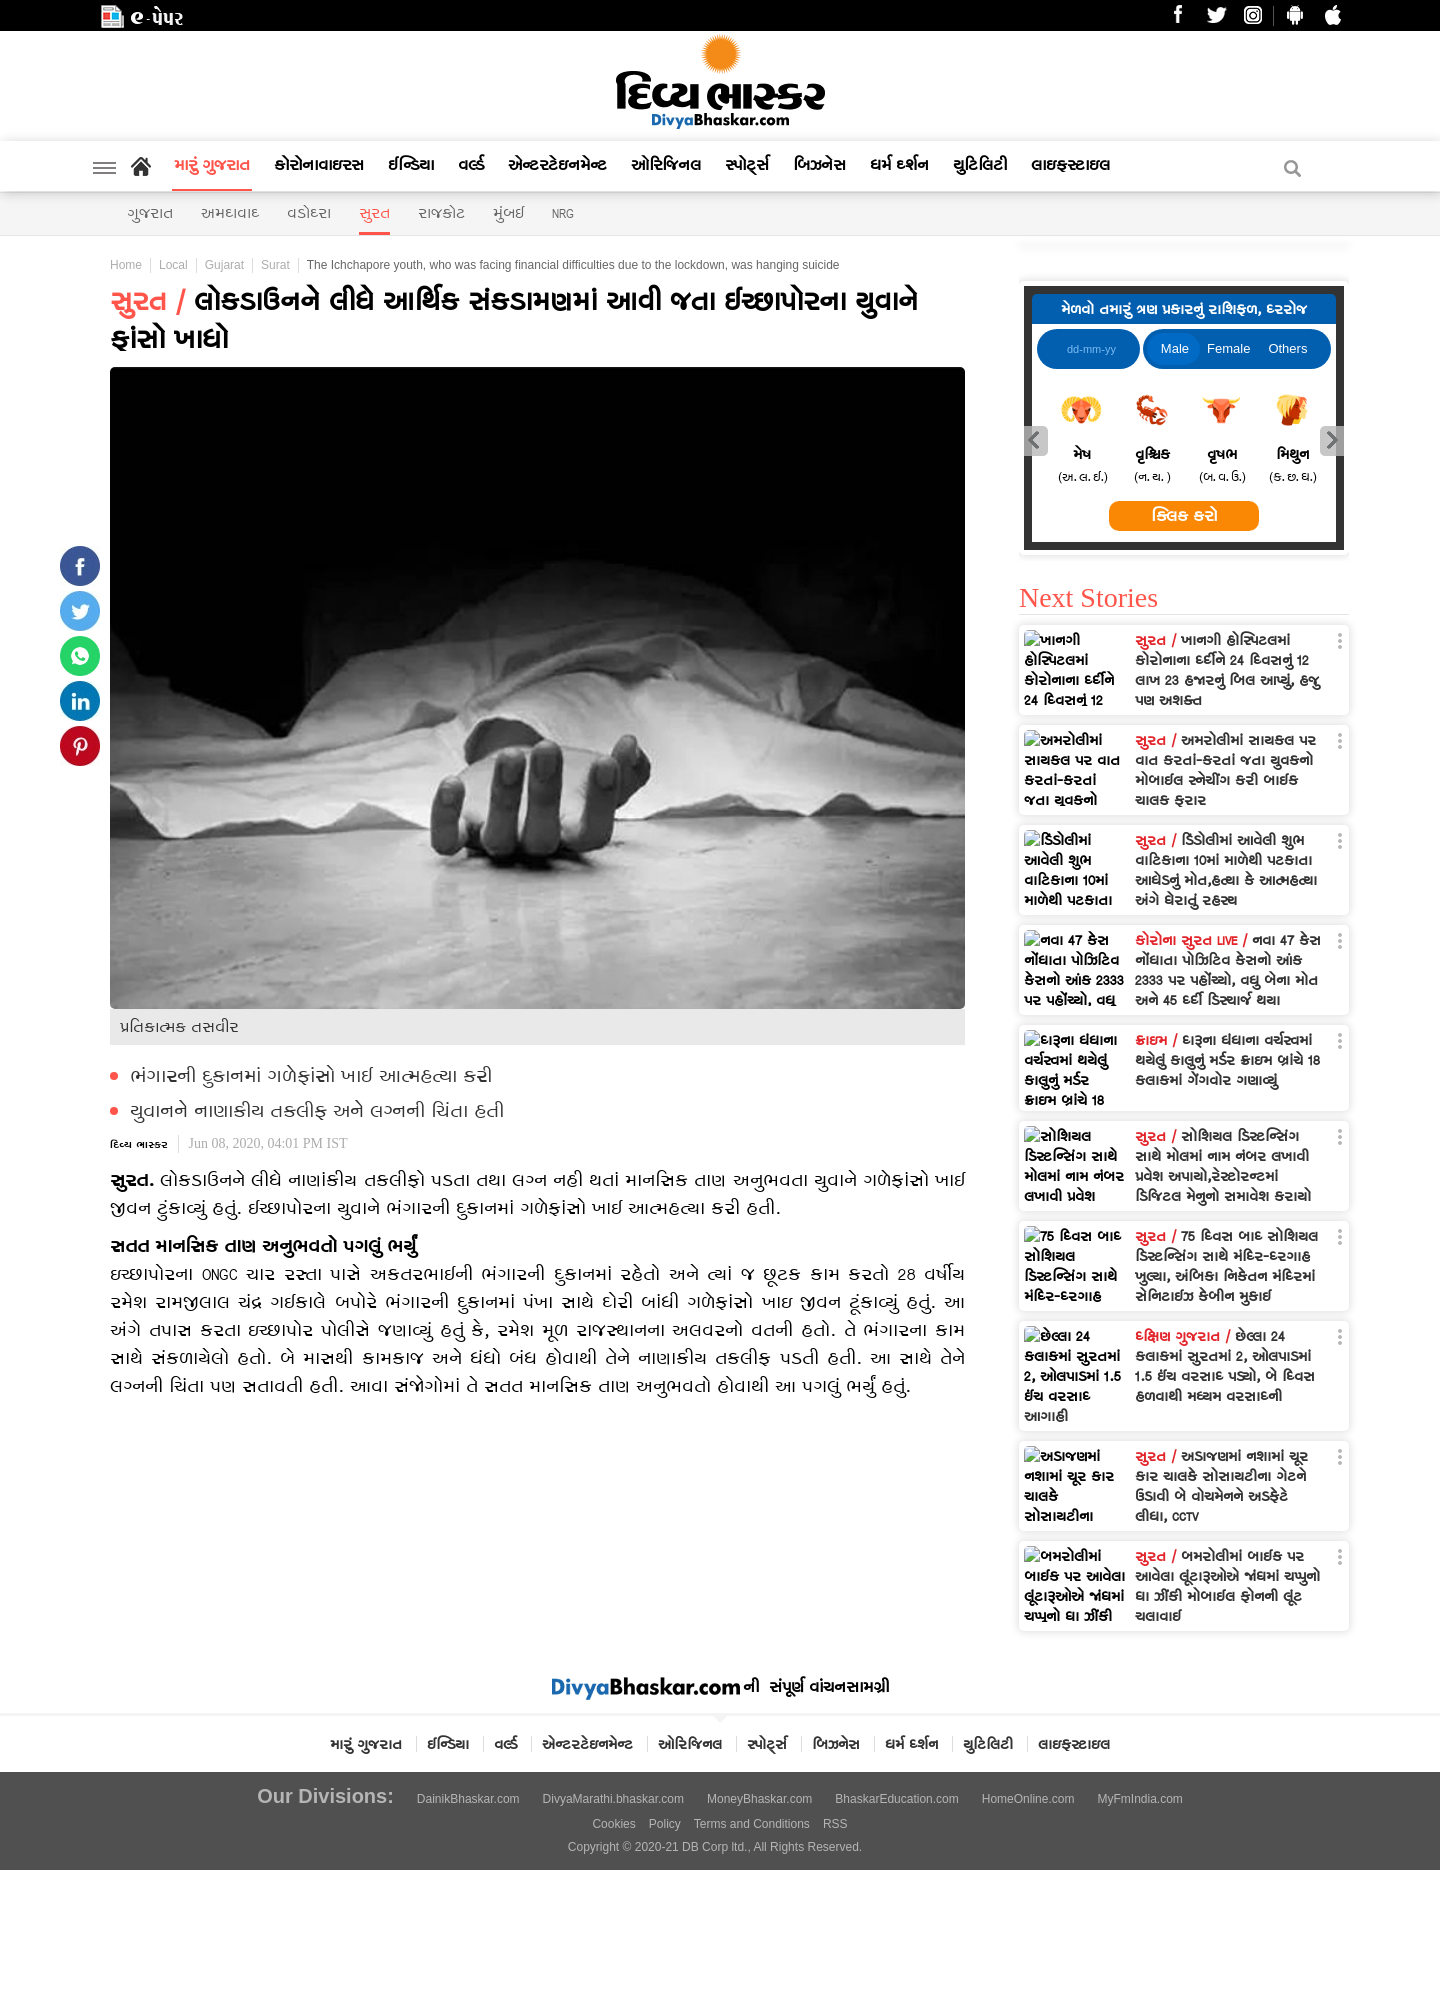 e-પેપર
દિવ્ય ભાસ્કર
DivyaBhaskar.com
મારું ગુજરાત કોરોનાવાઇરસ ઈન્ડિયા વર્લ્ડ એન્ટરટેઇનમેન્ટ ઓરિજિનલ સ્પોર્ટ્સ બિઝનેસ ધર્મ દર્શન યુટિલિટી લાઇફસ્ટાઇલ
ગુજરાત અમદાવાદ વડોદરા સુરત રાજકોટ મુંબઈ NRG
Home Local Gujarat Surat The Ichchapore youth, who was facing financial difficulties due to the lockdown, was hanging suicide
સુરત / લોકડાઉનને લીધે આર્થિક સંકડામણમાં આવી જતા ઈચ્છાપોરના યુવાને
ફાંસો ખાધો
પ્રતિકાત્મક તસવીર
ભંગારની દુકાનમાં ગળેફાંસો ખાઈ આત્મહત્યા કરી
યુવાનને નાણાકીય તકલીફ અને લગ્નની ચિંતા હતી
દિવ્ય ભાસ્કર Jun 08, 2020, 04:01 PM IST
સુરત. લોકડાઉનને લીધે નાણાંકીય તકલીફો પડતા તથા લગ્ન નહીં થતાં માનસિક તાણ અનુભવતા યુવાને ગળેફાંસો ખાઈ
જીવન ટુંકાવ્યું હતું. ઈચ્છાપોરના યુવાને ભંગારની દુકાનમાં ગળેફાંસો ખાઇ આત્મહત્યા કરી હતી.
સતત માનસિક તાણ અનુભવતો પગલું ભર્યું
ઇચ્છાપોરના ONGC ચાર રસ્તા પાસે અકતરભાઈની ભંગારની દુકાનમાં રહેતો અને ત્યાં જ છૂટક કામ કરતો 28 વર્ષીય
રમેશ રામજીલાલ ચંદ્ર ગઈકાલે બપોરે ભંગારની દુકાનમાં પંખા સાથે દોરી બાંધી ગળેફાંસો ખાઇ જીવન ટૂંકાવ્યું હતું. આ
અંગે તપાસ કરતા ઇચ્છાપોર પોલીસે જણાવ્યું હતું કે, રમેશ મૂળ રાજસ્થાનના અલવરનો વતની હતો. તે ભંગારના કામ
સાથે સંકળાયેલો હતો. બે માસથી કામકાજ અને ધંધો બંધ હોવાથી તેને નાણાકીય તકલીફ પડતી હતી. આ સાથે તેને
લગ્નની ચિંતા પણ સતાવતી હતી. આવા સંજોગોમાં તે સતત માનસિક તાણ અનુભવતો હોવાથી આ પગલું ભર્યું હતું.
મેળવો તમારું ત્રણ પ્રકારનું રાશિફળ, દરરોજ
dd-mm-yy Male Female Others
મેષ વૃશ્ચિક વૃષભ મિથુન
(અ. લ. ઈ.) (ન. ય. ) (બ. વ. ઉ.) (ક. છ. ઘ.)
ક્લિક કરો
Next Stories
ખાનગી
હોસ્પિટલમાં
કોરોનાના દર્દીને
24 દિવસનું 12
સુરત / ખાનગી હોસ્પિટલમાં
કોરોનાના દર્દીને 24 દિવસનું 12
લાખ 23 હજારનું બિલ આપ્યું, હજુ
પણ અશક્ત
અમરોલીમાં
સાયકલ પર વાત
કરતાં-કરતાં
જતા યુવકનો
સુરત / અમરોલીમાં સાયકલ પર
વાત કરતાં-કરતાં જતા યુવકનો
મોબાઈલ સ્નેચીંગ કરી બાઈક
ચાલક ફરાર
ડિંડોલીમાં
આવેલી શુભ
વાટિકાના 10માં
માળેથી પટકાતા
સુરત / ડિંડોલીમાં આવેલી શુભ
વાટિકાના 10માં માળેથી પટકાતા
આધેડનું મોત,હત્યા કે આત્મહત્યા
અંગે ઘેરાતું રહસ્ય
નવા 47 કેસ
નોંધાતા પોઝિટિવ
કેસનો આંક 2333
પર પહોંચ્યો, વધુ
કોરોના સુરત LIVE / નવા 47 કેસ
નોંધાતા પોઝિટિવ કેસનો આંક
2333 પર પહોંચ્યો, વધુ બેના મોત
અને 45 દર્દી ડિસ્ચાર્જ થયા
દારૂના ધંધાના
વર્ચસ્વમાં થયેલું
કાલુનું મર્ડર
ક્રાઇમ બ્રાંચે 18
ક્રાઇમ / દારૂના ધંધાના વર્ચસ્વમાં
થયેલું કાલુનું મર્ડર ક્રાઇમ બ્રાંચે 18
કલાકમાં ગેંગવોર ગણાવ્યું
સોશિયલ
ડિસ્ટન્સિંગ સાથે
મોલમાં નામ નંબર
લખાવી પ્રવેશ
સુરત / સોશિયલ ડિસ્ટન્સિંગ
સાથે મોલમાં નામ નંબર લખાવી
પ્રવેશ અપાયો,રેસ્ટોરન્ટમાં
ડિજિટલ મેનુનો સમાવેશ કરાયો
75 દિવસ બાદ
સોશિયલ
ડિસ્ટન્સિંગ સાથે
મંદિર-દરગાહ
સુરત / 75 દિવસ બાદ સોશિયલ
ડિસ્ટન્સિંગ સાથે મંદિર-દરગાહ
ખુલ્યા, અંબિકા નિકેતન મંદિરમાં
સેનિટાઈઝ કેબીન મુકાઈ
છેલ્લા 24
કલાકમાં સુરતમાં
2, ઓલપાડમાં 1.5
ઈંચ વરસાદ
દક્ષિણ ગુજરાત / છેલ્લા 24
કલાકમાં સુરતમાં 2, ઓલપાડમાં
1.5 ઈંચ વરસાદ પડ્યો, બે દિવસ
હળવાથી મધ્યમ વરસાદની
આગાહી
અડાજણમાં
નશામાં ચૂર કાર
ચાલકે
સોસાયટીના
સુરત / અડાજણમાં નશામાં ચૂર
કાર ચાલકે સોસાયટીના ગેટને
ઉડાવી બે વોચમેનને અડફેટે
લીધા, CCTV
બમરોલીમાં
બાઈક પર આવેલા
લૂંટારૂઓએ જાંઘમાં
ચપ્પુનો ઘા ઝીંકી
સુરત / બમરોલીમાં બાઈક પર
આવેલા લૂંટારૂઓએ જાંઘમાં ચપ્પુનો
ઘા ઝીંકી મોબાઈલ ફોનની લૂંટ
ચલાવાઈ
DivyaBhaskar.com ની સંપૂર્ણ વાંચનસામગ્રી
મારું ગુજરાત ઈન્ડિયા વર્લ્ડ એન્ટરટેઇનમેન્ટ ઓરિજિનલ સ્પોર્ટ્સ બિઝનેસ ધર્મ દર્શન યુટિલિટી લાઇફસ્ટાઇલ
Our Divisions: DainikBhaskar.com DivyaMarathi.bhaskar.com MoneyBhaskar.com BhaskarEducation.com HomeOnline.com MyFmIndia.com
Cookies Policy Terms and Conditions RSS
Copyright © 2020-21 DB Corp ltd., All Rights Reserved.